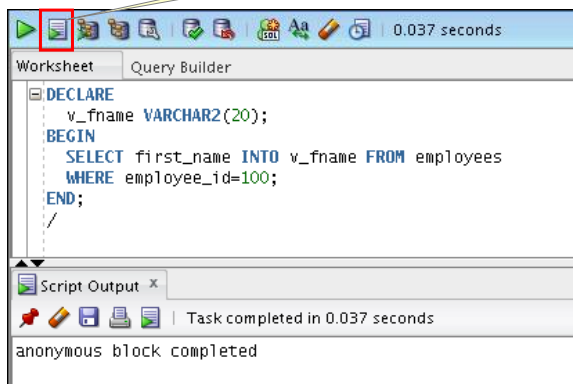 0.037 seconds
Worksheet Query Builder
DECLARE
v_fname VARCHAR2(20);
BEGIN
SELECT first_name INTO v_fname FROM employees
WHERE employee_id=100;
END;
/
Script Output x
Task completed in 0.037 seconds
anonymous block completed